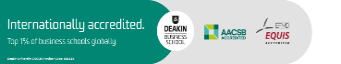 Internationally accredited.
Top 1% of business schools globally
DEAKIN
BUSINESS
SCHOOL
AACSB
ACCREDITED
EFMD
EQUIS
ACCREDITED